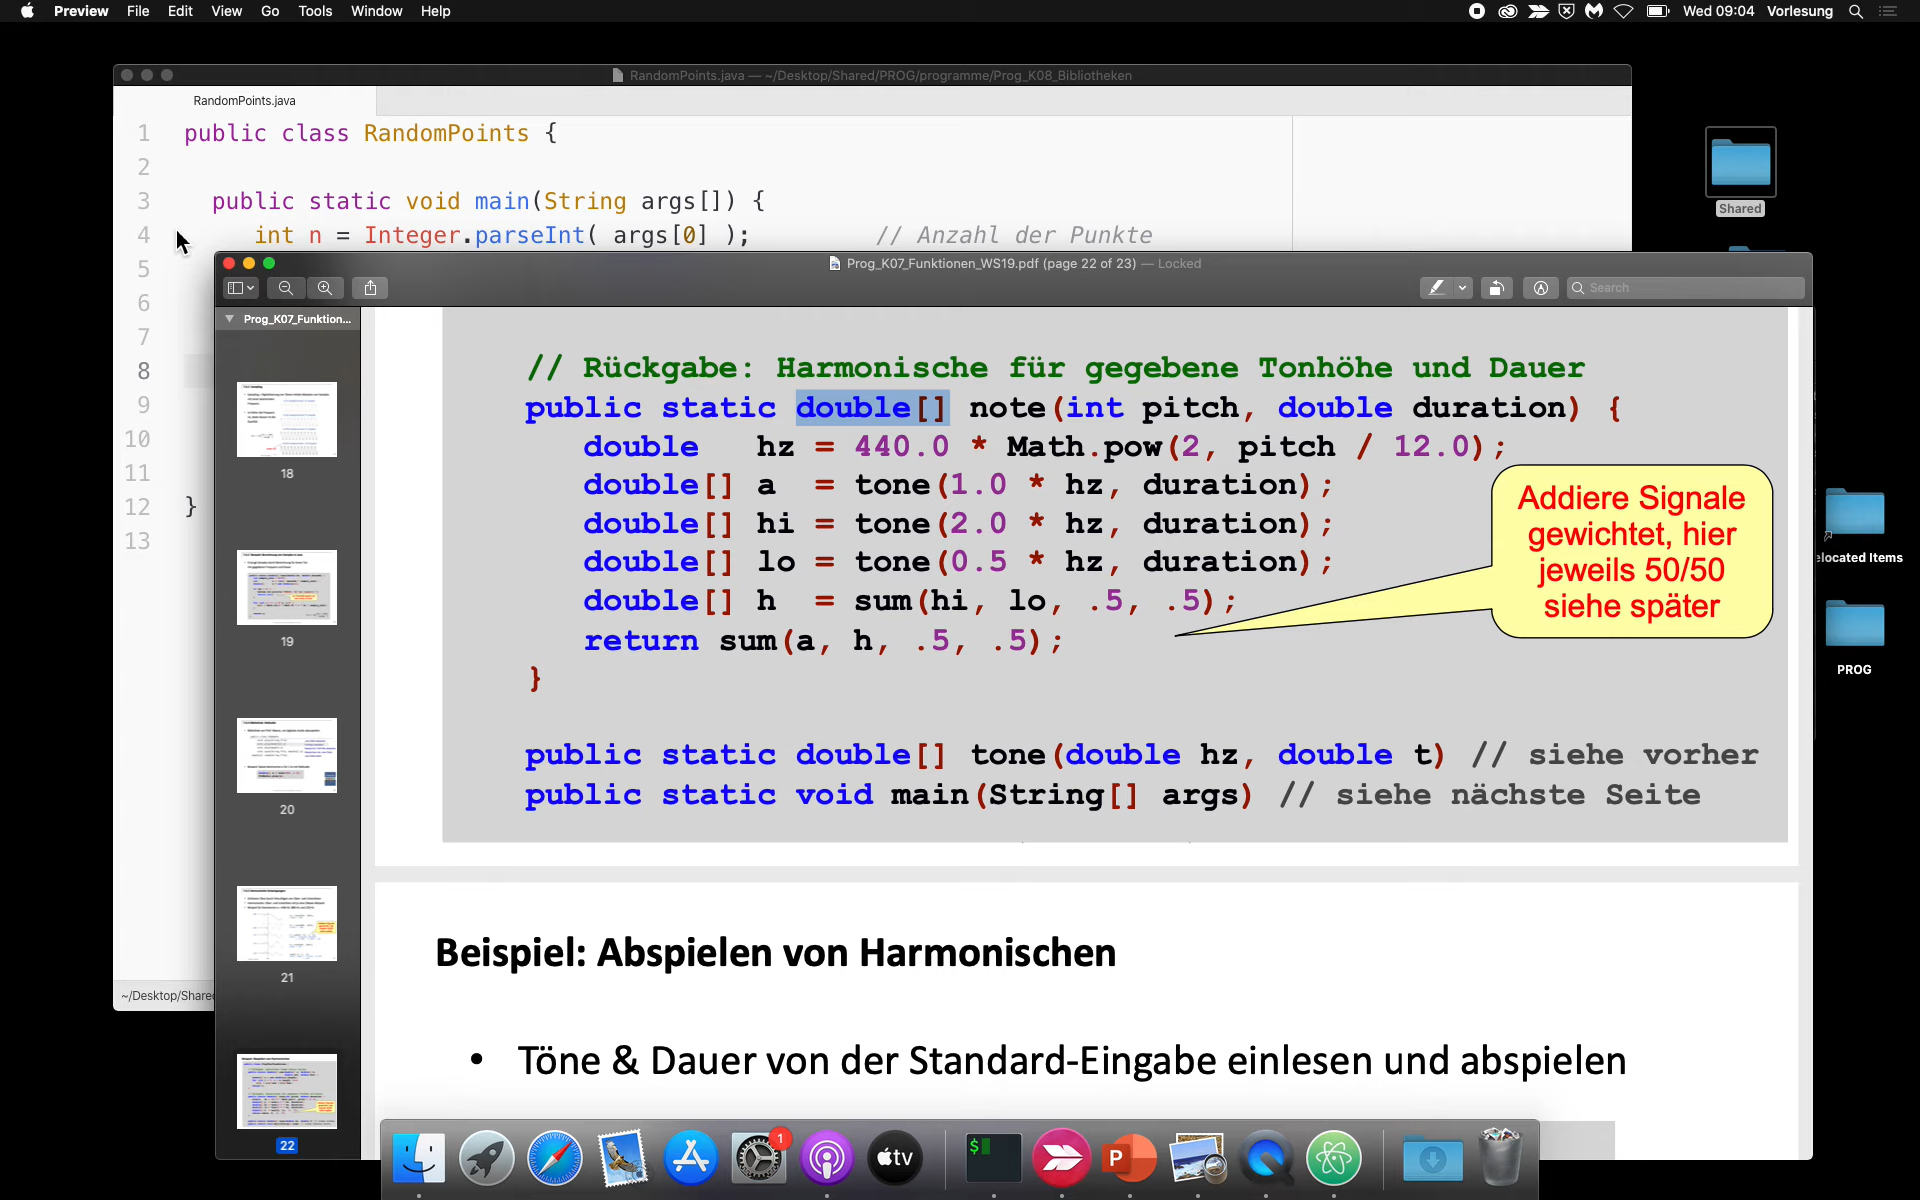 Preview File Edit View Go Tools Window Help
Wed 09:04 Vorlesung
RandomPoints.java — ~/Desktop/Shared/PROG/programme/Prog_K08_Bibliotheken
RandomPoints.java
1 public class RandomPoints {
2
3 public static void main(String args[]) {
4 int n = Integer.parseInt( args[0] ); // Anzahl der Punkte
5
6
7
8
9
10
11
12 }
13
~/Desktop/Share
Shared
elocated Items
PROG
Prog_K07_Funktionen_WS19.pdf (page 22 of 23) — Locked
Search
Prog_K07_Funktion...
18
19
20
21
22
// Rückgabe: Harmonische für gegebene Tonhöhe und Dauer
public static double[] note(int pitch, double duration) {
double hz = 440.0 * Math.pow(2, pitch / 12.0);
double[] a = tone(1.0 * hz, duration);
double[] hi = tone(2.0 * hz, duration);
double[] lo = tone(0.5 * hz, duration);
double[] h = sum(hi, lo, .5, .5);
return sum(a, h, .5, .5);
}
Addiere Signale
gewichtet, hier
jeweils 50/50
siehe später
public static double[] tone(double hz, double t) // siehe vorher
public static void main(String[] args) // siehe nächste Seite
Beispiel: Abspielen von Harmonischen
• Töne & Dauer von der Standard-Eingabe einlesen und abspielen
1
tv
$
P